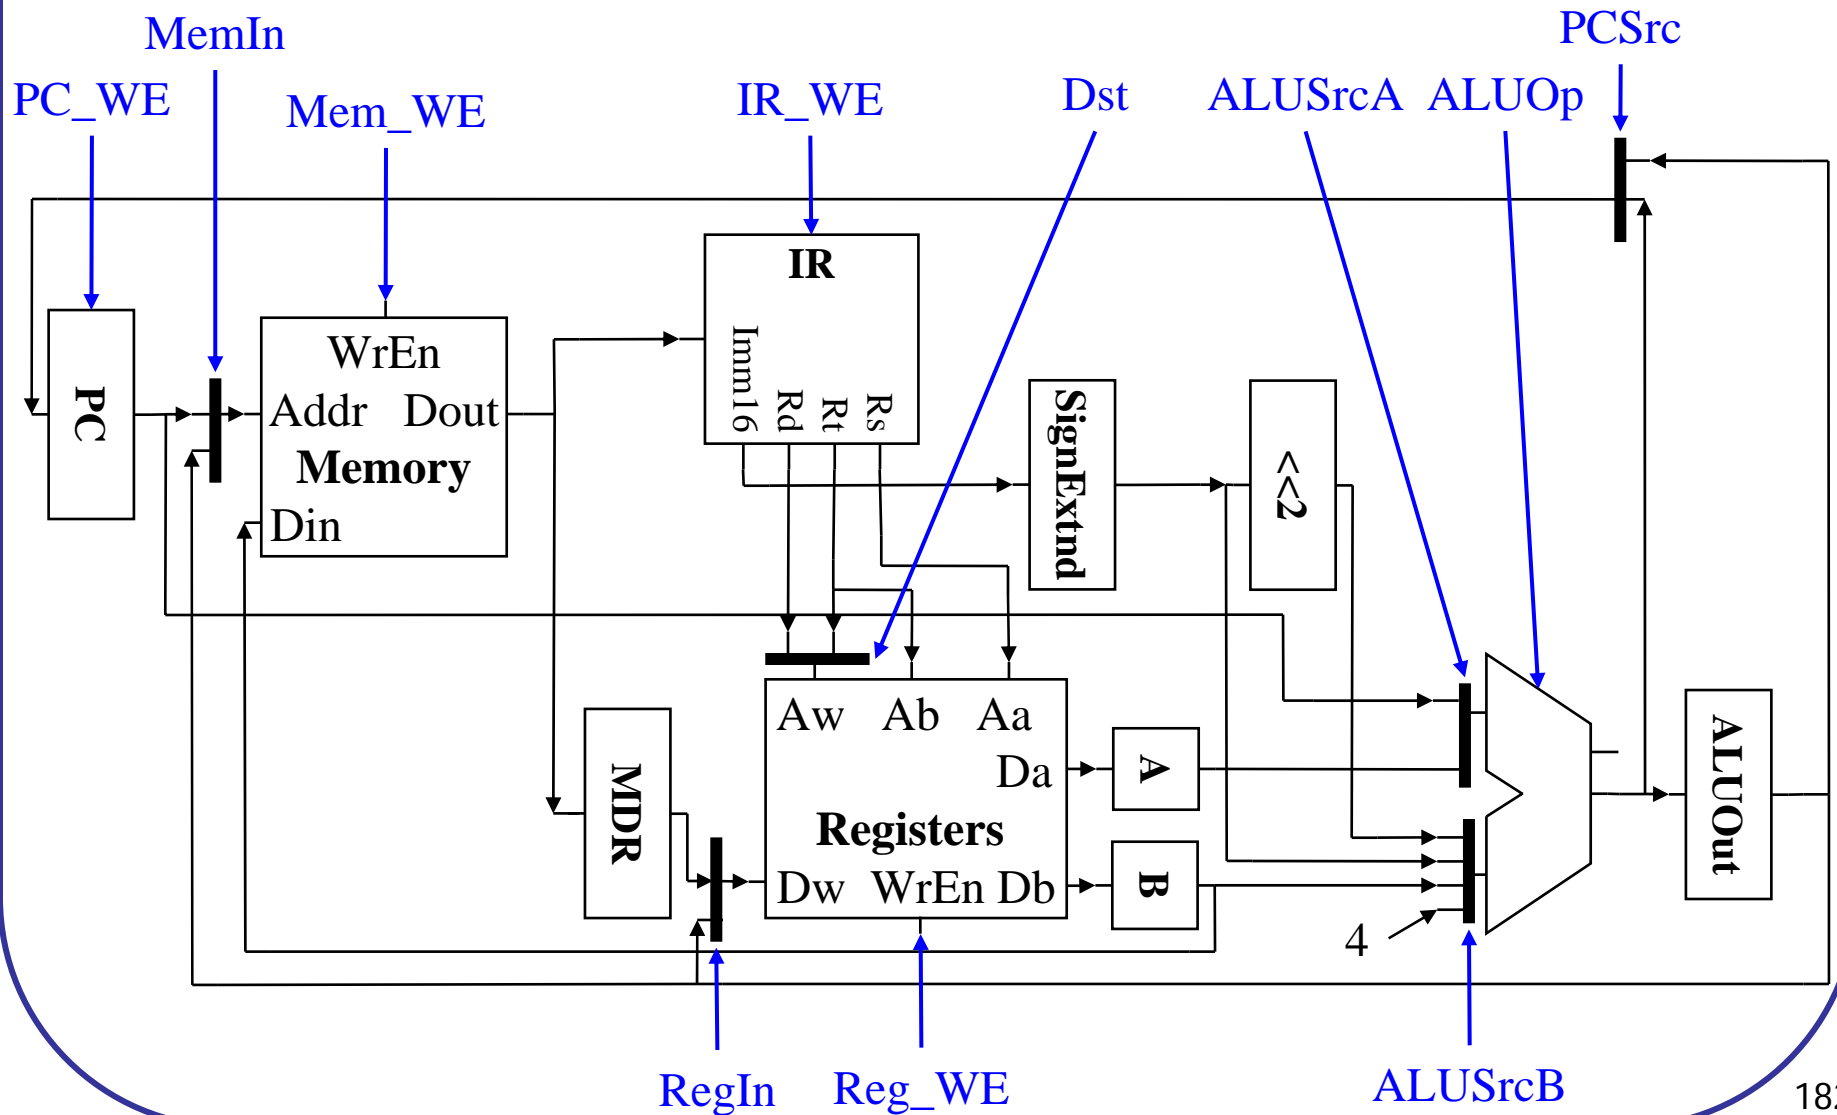 MemIn
PCSrc
PC_WE
Mem_WE
IR_WE
Dst
ALUSrcA
ALUOp
IR
Imm16
Rd
Rt
Rs
PC
WrEn
Addr Dout
Memory
Din
SignExtnd
<<2
Aw Ab Aa
Da
Registers
Dw WrEn Db
MDR
A
B
4
ALUOut
RegIn
Reg_WE
ALUSrcB